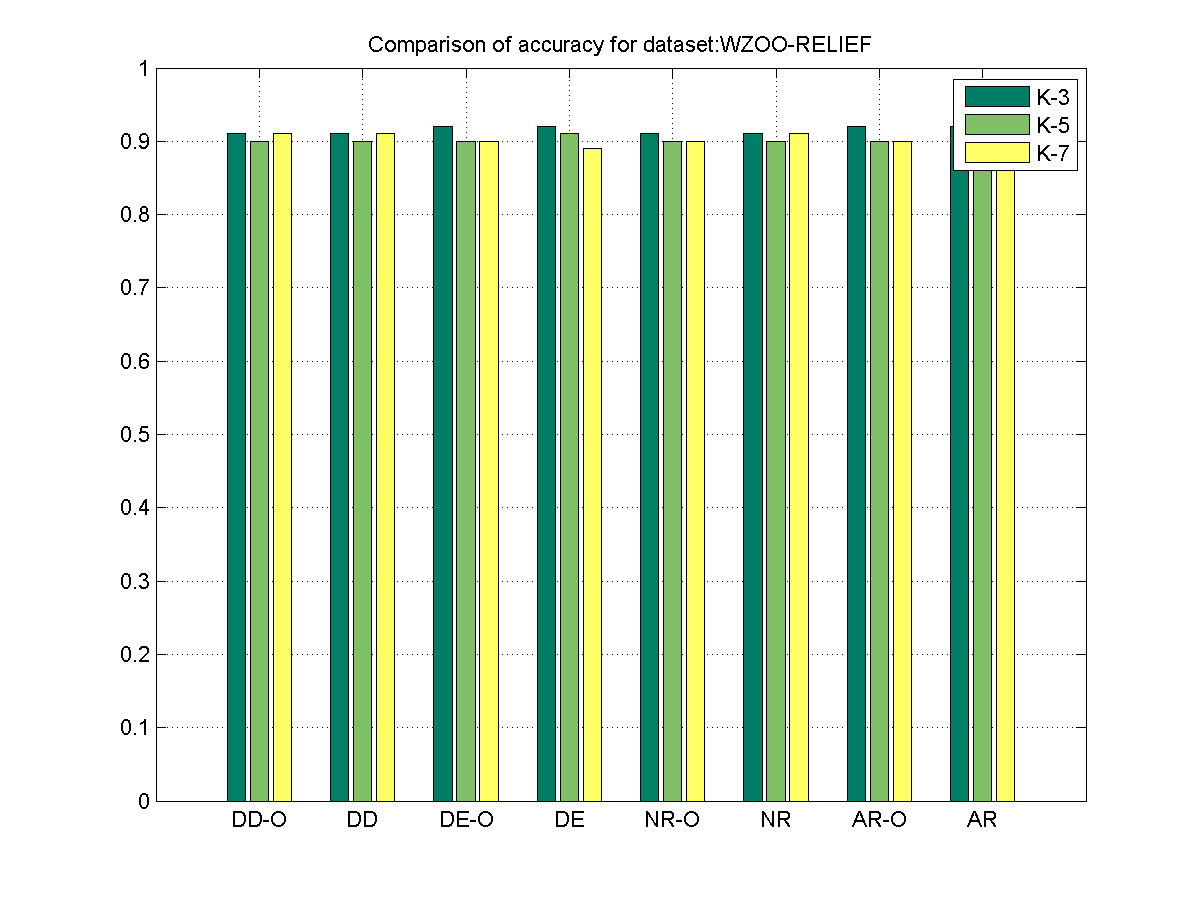 Comparison of accuracy for dataset:WZOO-RELIEF
1
0.9
0.8
0.7
0.6
0.5
0.4
0.3
0.2
0.1
0
K-3
K-5
K-7
DD-O DD DE-O DE NR-O NR AR-O AR